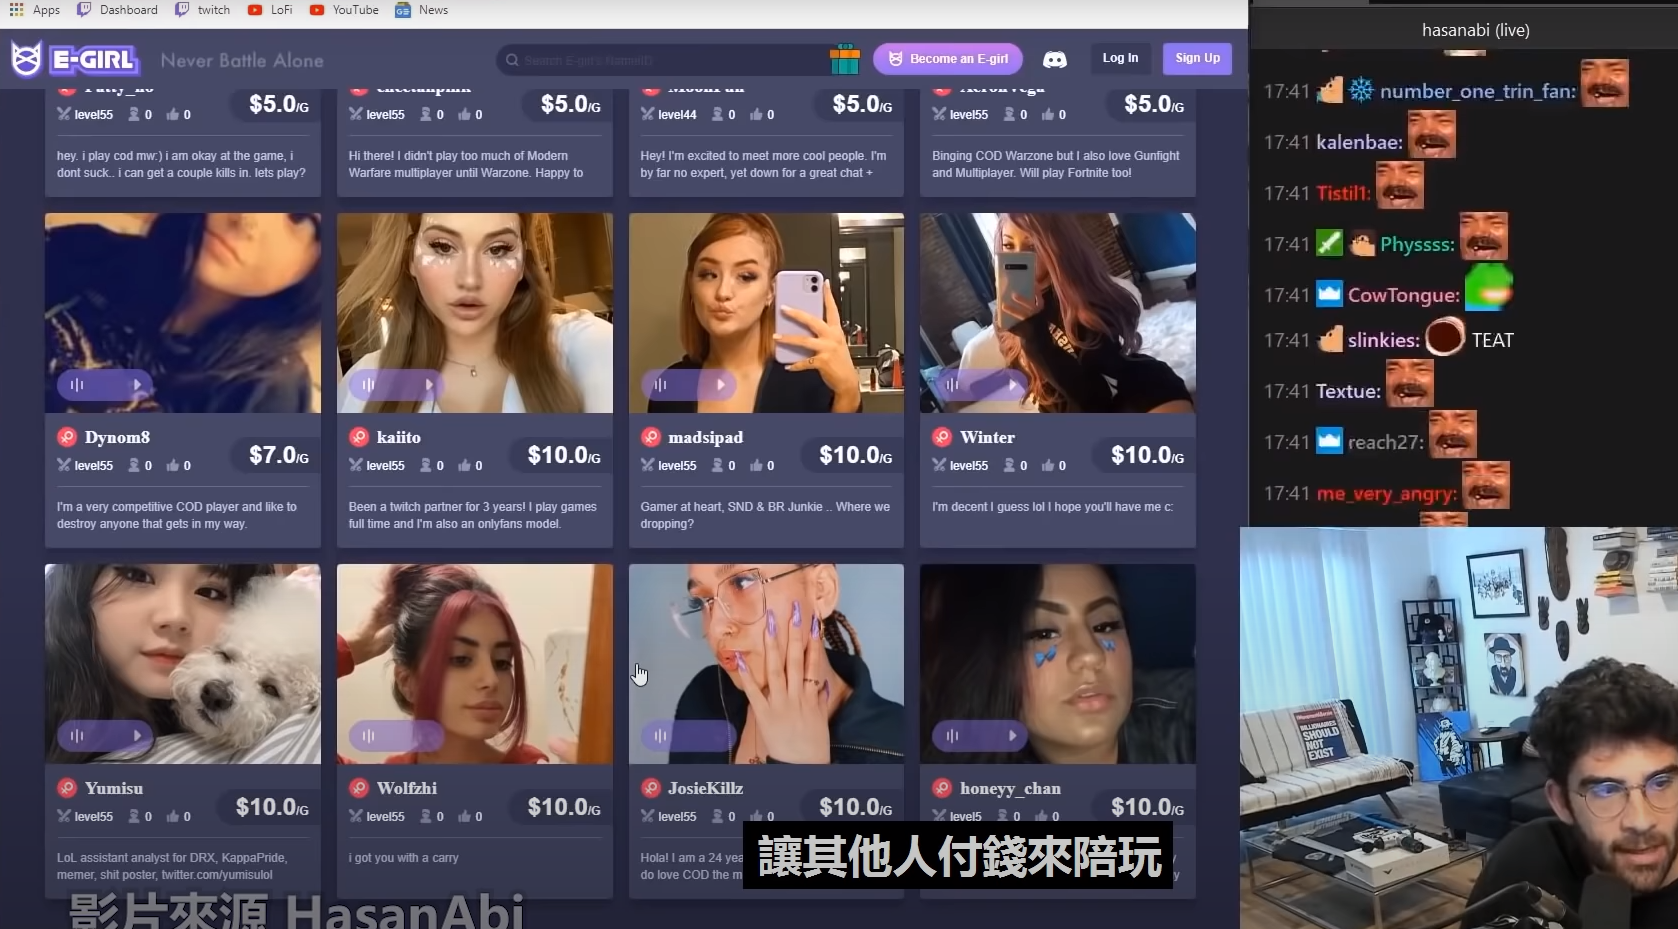 Apps Dashboard twitch LoFi YouTube News
E-GIRL Never Battle Alone Search E-girl's Name/ID Become an E-girl Log In Sign Up
level55 0 0 $5.0/G
hey. i play cod mw:) i am okay at the game, i
dont suck.. i can get a couple kills in. lets play?
level55 0 0 $5.0/G
Hi there! I didn't play too much of Modern
Warfare multiplayer until Warzone. Happy to
level44 0 0 $5.0/G
Hey! I'm excited to meet more cool people. I'm
by far no expert, yet down for a great chat +
level55 0 0 $5.0/G
Binging COD Warzone but I also love Gunfight
and Multiplayer. Will play Fortnite too!
Dynom8
level55 0 0 $7.0/G
I'm a very competitive COD player and like to
destroy anyone that gets in my way.
kaiito
level55 0 0 $10.0/G
Been a twitch partner for 3 years! I play games
full time and I'm also an onlyfans model.
madsipad
level55 0 0 $10.0/G
Gamer at heart, SND & BR Junkie .. Where we
dropping?
Winter
level55 0 0 $10.0/G
I'm decent I guess lol I hope you'll have me c:
Yumisu
level55 0 0 $10.0/G
LoL assistant analyst for DRX, KappaPride,
memer, shit poster, twitter.com/yumisulol
Wolfzhi
level55 0 0 $10.0/G
i got you with a carry
JosieKillz
level55 0 0 $10.0/G
Hola! I am a 24 yea
do love COD the m
honeyy_chan
level5 0 0 $10.0/G
讓其他人付錢來陪玩
影片來源 HasanAbi
hasanabi (live)
17:41 number_one_trin_fan:
17:41 kalenbae:
17:41 Tistil1:
17:41 Physsss:
17:41 CowTongue:
17:41 slinkies: TEAT
17:41 Textue:
17:41 reach27:
17:41 me_very_angry:
BILLIONAIRES
SHOULD
NOT
EXIST